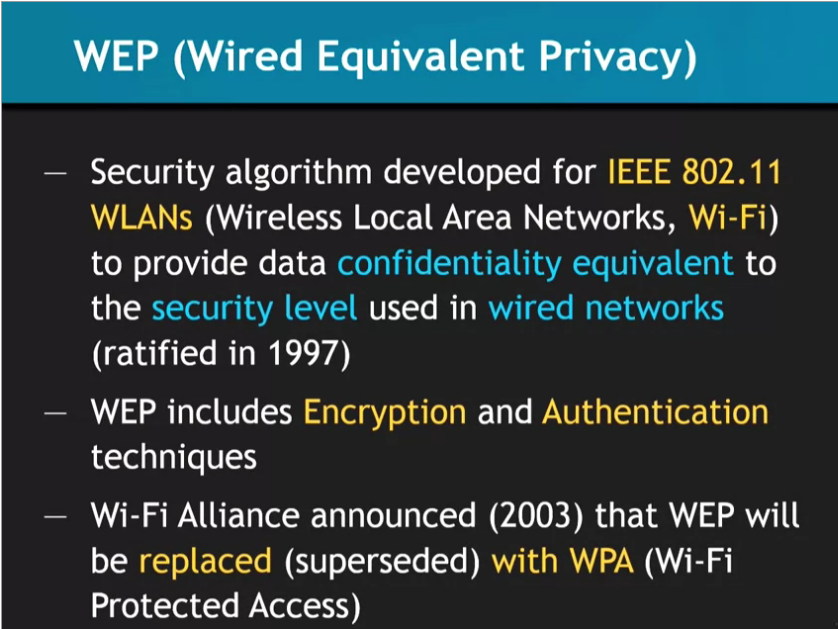 WEP (Wired Equivalent Privacy)
— Security algorithm developed for IEEE 802.11
WLANs (Wireless Local Area Networks, Wi-Fi)
to provide data confidentiality equivalent to
the security level used in wired networks
(ratified in 1997)
— WEP includes Encryption and Authentication
techniques
— Wi-Fi Alliance announced (2003) that WEP will
be replaced (superseded) with WPA (Wi-Fi
Protected Access)